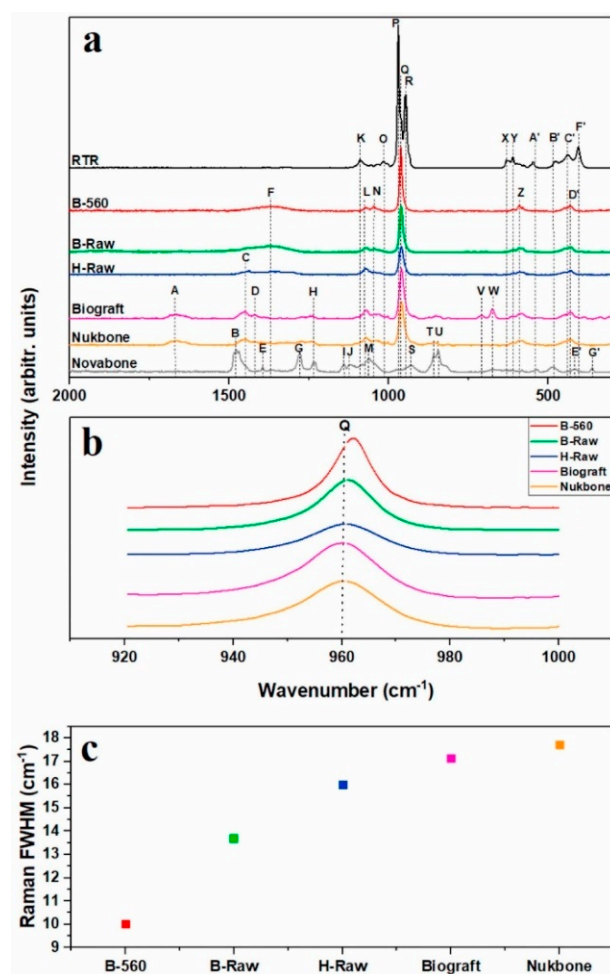 a
P
Q
R
K
O
X Y
A'
B'
C'
F'
RTR
B-560
F
L N
Z
D'
B-Raw
C
H-Raw
A
D
H
V W
Biograft
Nukbone
B
E
G
I J
M
S
T U
E'
G'
Novabone
2000
1500
1000
500
Intensity (arbitr. units)
b
Q
B-560
B-Raw
H-Raw
Biograft
Nukbone
920
940
960
980
1000
Wavenumber (cm-1)
c
Raman FWHM (cm-1)
18
17
16
15
14
13
12
11
10
9
B-560
B-Raw
H-Raw
Biograft
Nukbone